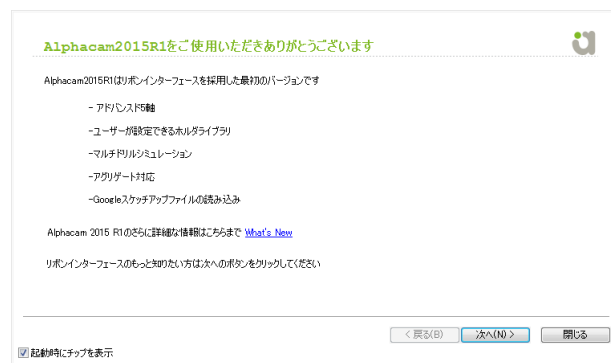 Alphacam2015R1をご使用いただきありがとうございます
Alphacam2015R1はリボンインターフェースを採用した最初のバージョンです
- アドバンスド5軸
-ユーザーが設定できるホルダライブラリ
-マルチドリルシミュレーション
-アグリゲート対応
-Googleスケッチアップファイルの読み込み
Alphacam 2015 R1のさらに詳細な情報はこちらまで What's New
リボンインターフェースのもっと知りたい方は次へのボタンをクリックしてください
< 戻る(B) 次へ(N) > 閉じる
起動時にチップを表示